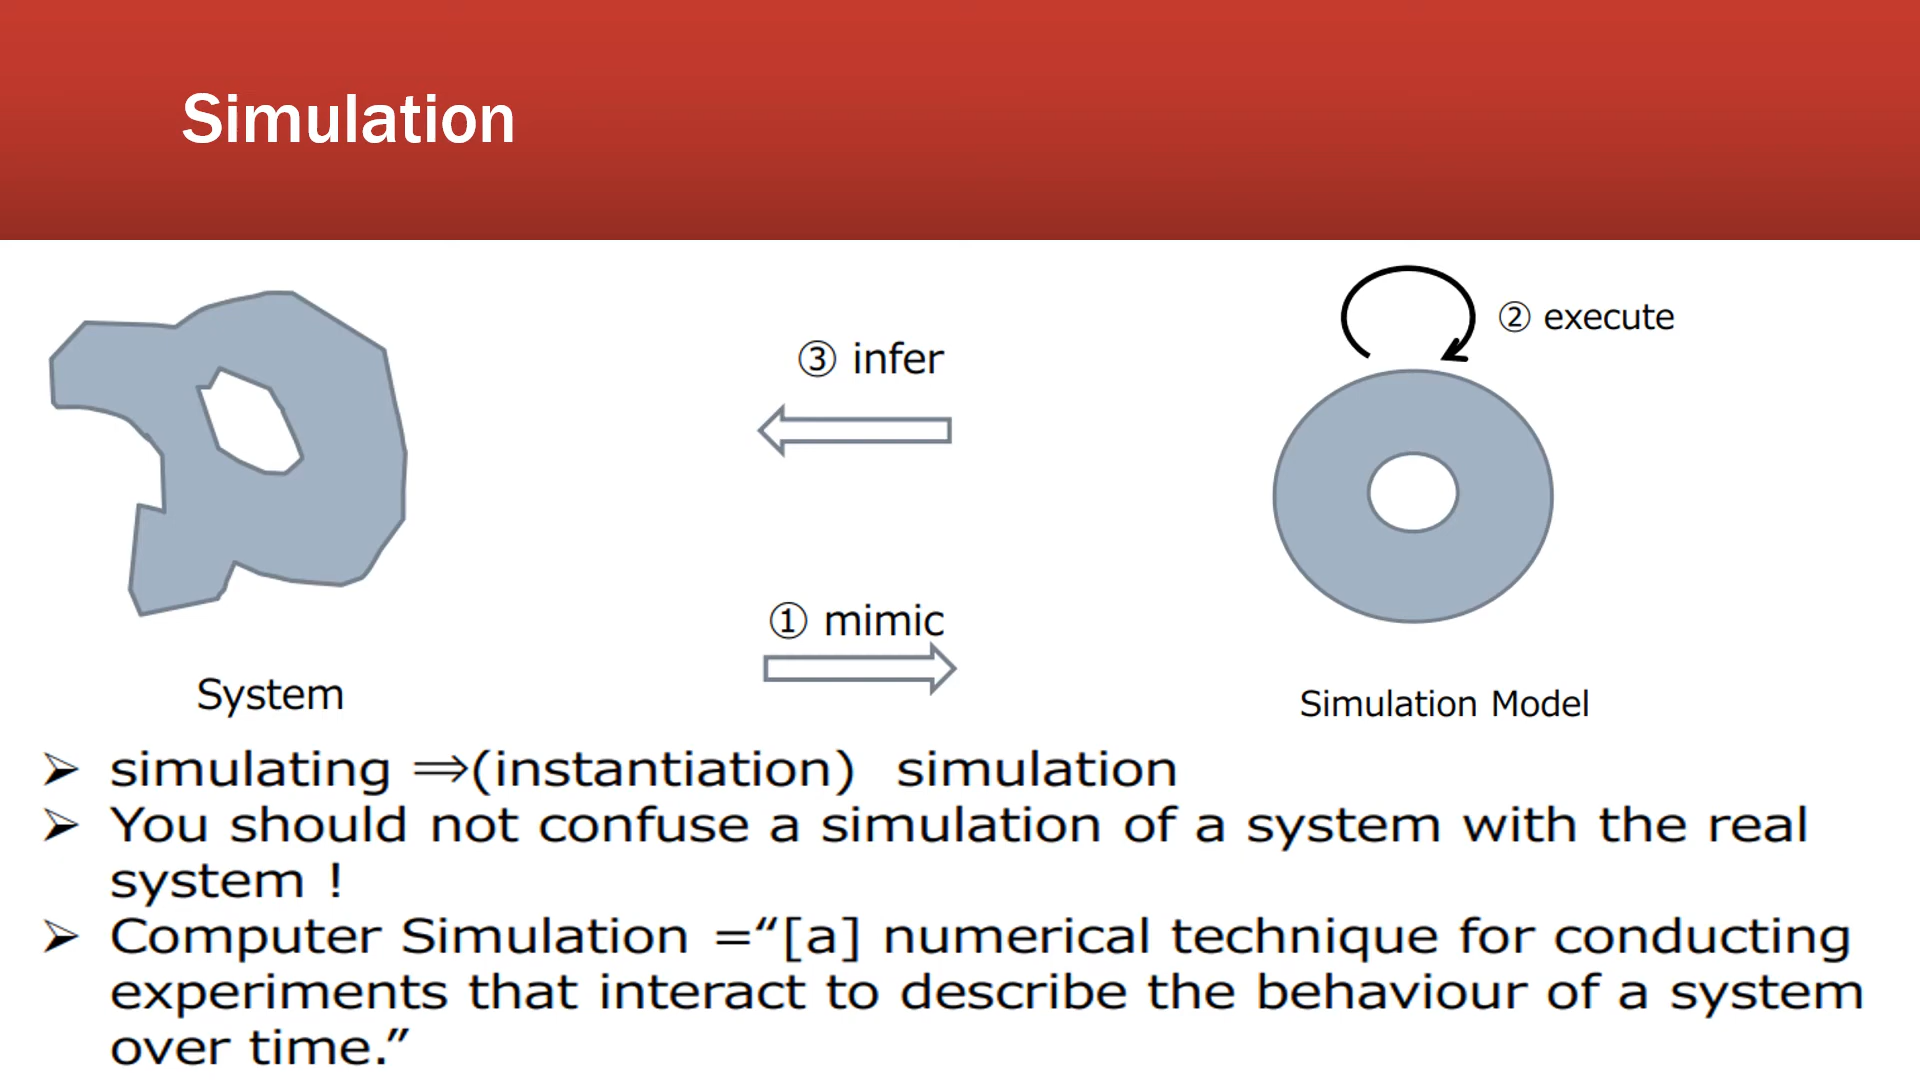 Simulation
② execute
③ infer
① mimic
System
Simulation Model
➢ simulating ⇒(instantiation) simulation
➢ You should not confuse a simulation of a system with the real
system !
➢ Computer Simulation =“[a] numerical technique for conducting
experiments that interact to describe the behaviour of a system
over time.”